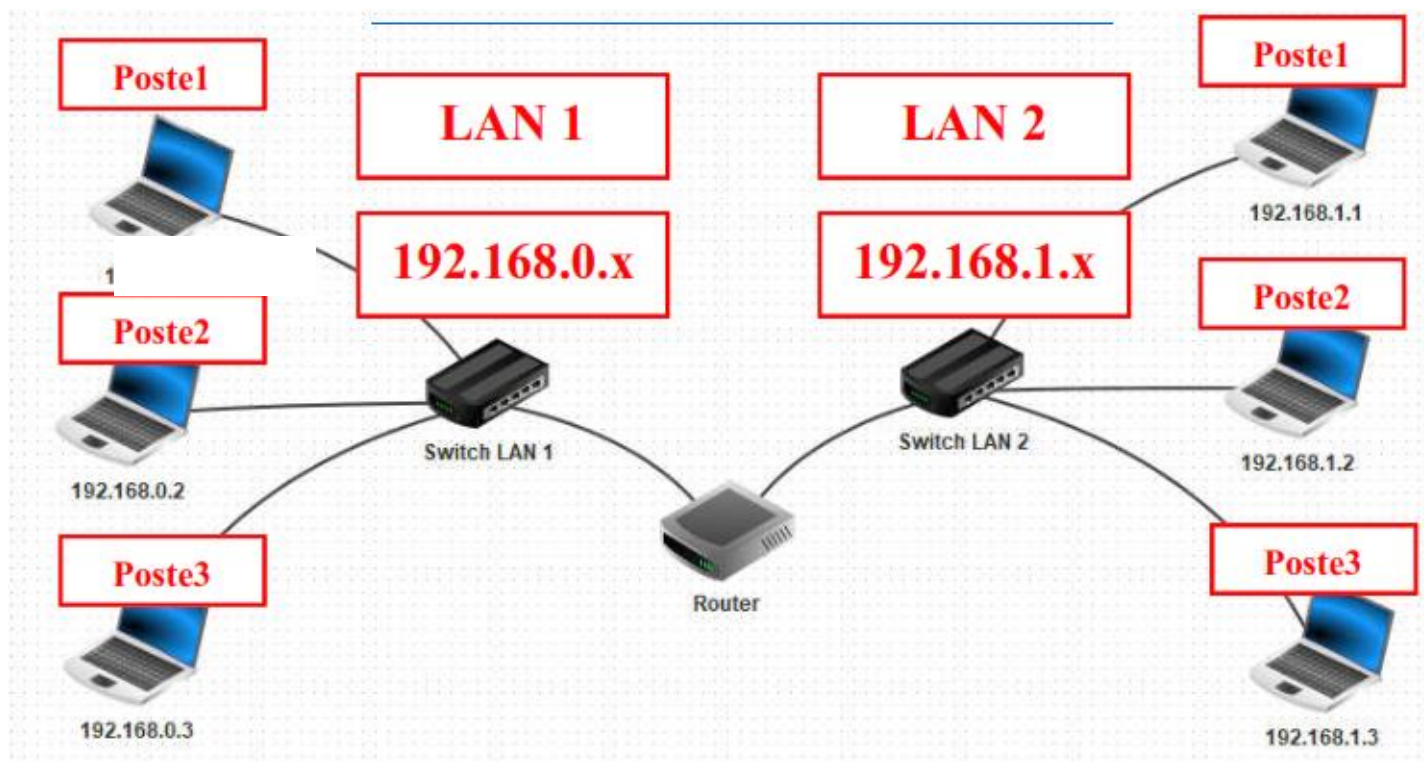 Poste1
LAN 1
192.168.0.x
Poste2
192.168.0.2
Poste3
192.168.0.3
Switch LAN 1
Router
LAN 2
192.168.1.x
Switch LAN 2
Poste1
192.168.1.1
Poste2
192.168.1.2
Poste3
192.168.1.3